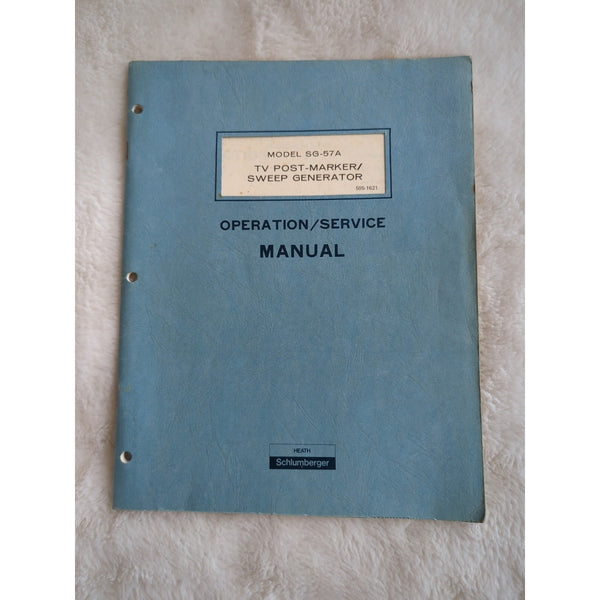 MODEL SG-57A
TV POST-MARKER/
SWEEP GENERATOR
595-1621
OPERATION/SERVICE
MANUAL
HEATH
Schlumberger